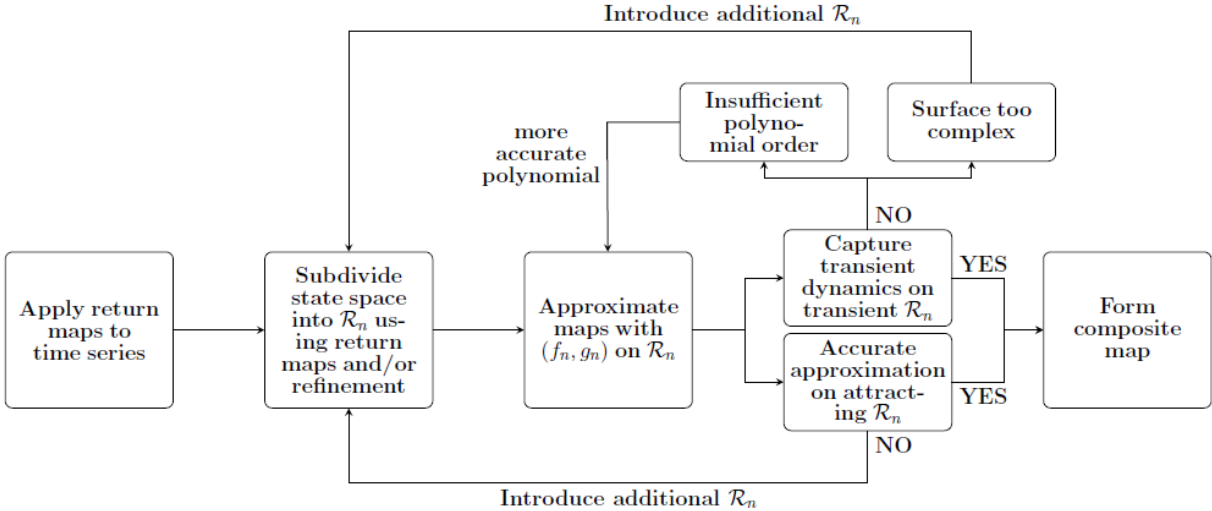 Introduce additional ℛₙ
Insufficient
polyno-
mial order
Surface too
complex
more
accurate
polynomial
NO
Apply return
maps to
time series
Subdivide
state space
into ℛₙ us-
ing return
maps and/or
refinement
Approximate
maps with
(fₙ, gₙ) on ℛₙ
Capture
transient
dynamics on
transient ℛₙ
YES
Accurate
approximation
on attract-
ing ℛₙ
YES
Form
composite
map
NO
Introduce additional ℛₙ